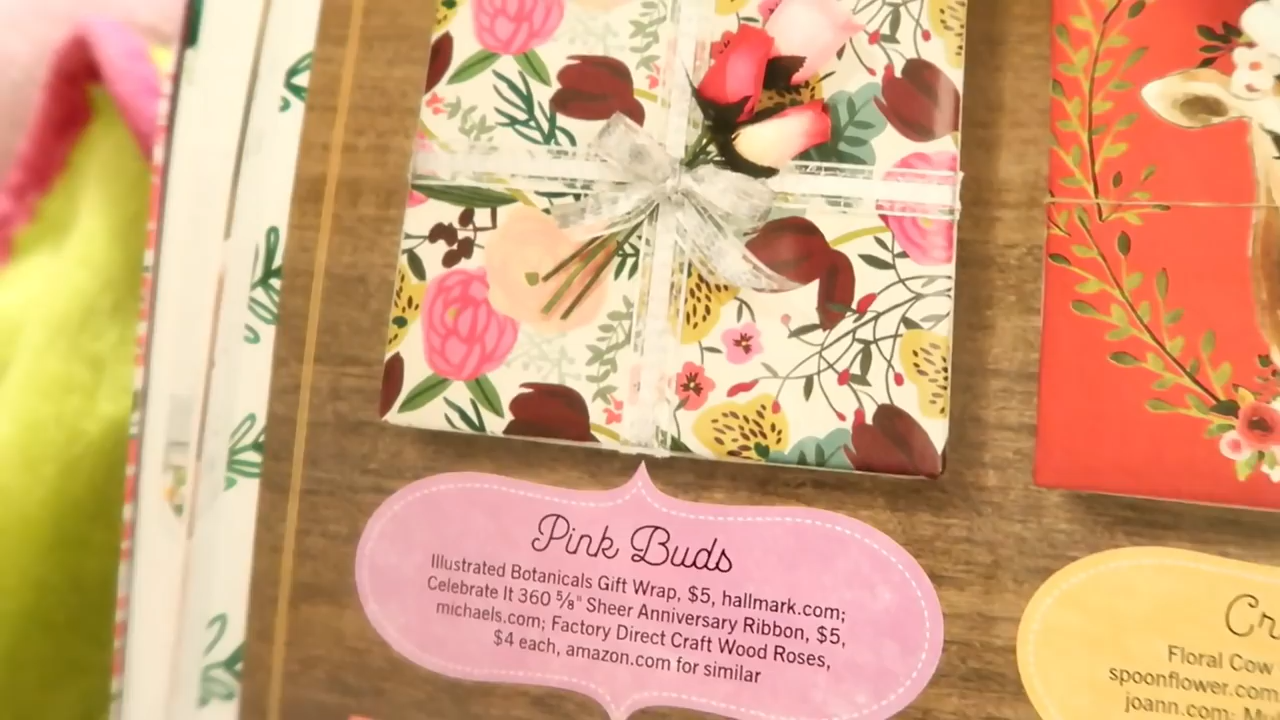 Pink Buds
Illustrated Botanicals Gift Wrap, $5, hallmark.com;
Celebrate It 360 ⅝" Sheer Anniversary Ribbon, $5,
michaels.com; Factory Direct Craft Wood Roses,
$4 each, amazon.com for similar
Floral Cow
spoonflower.com
joann.com;